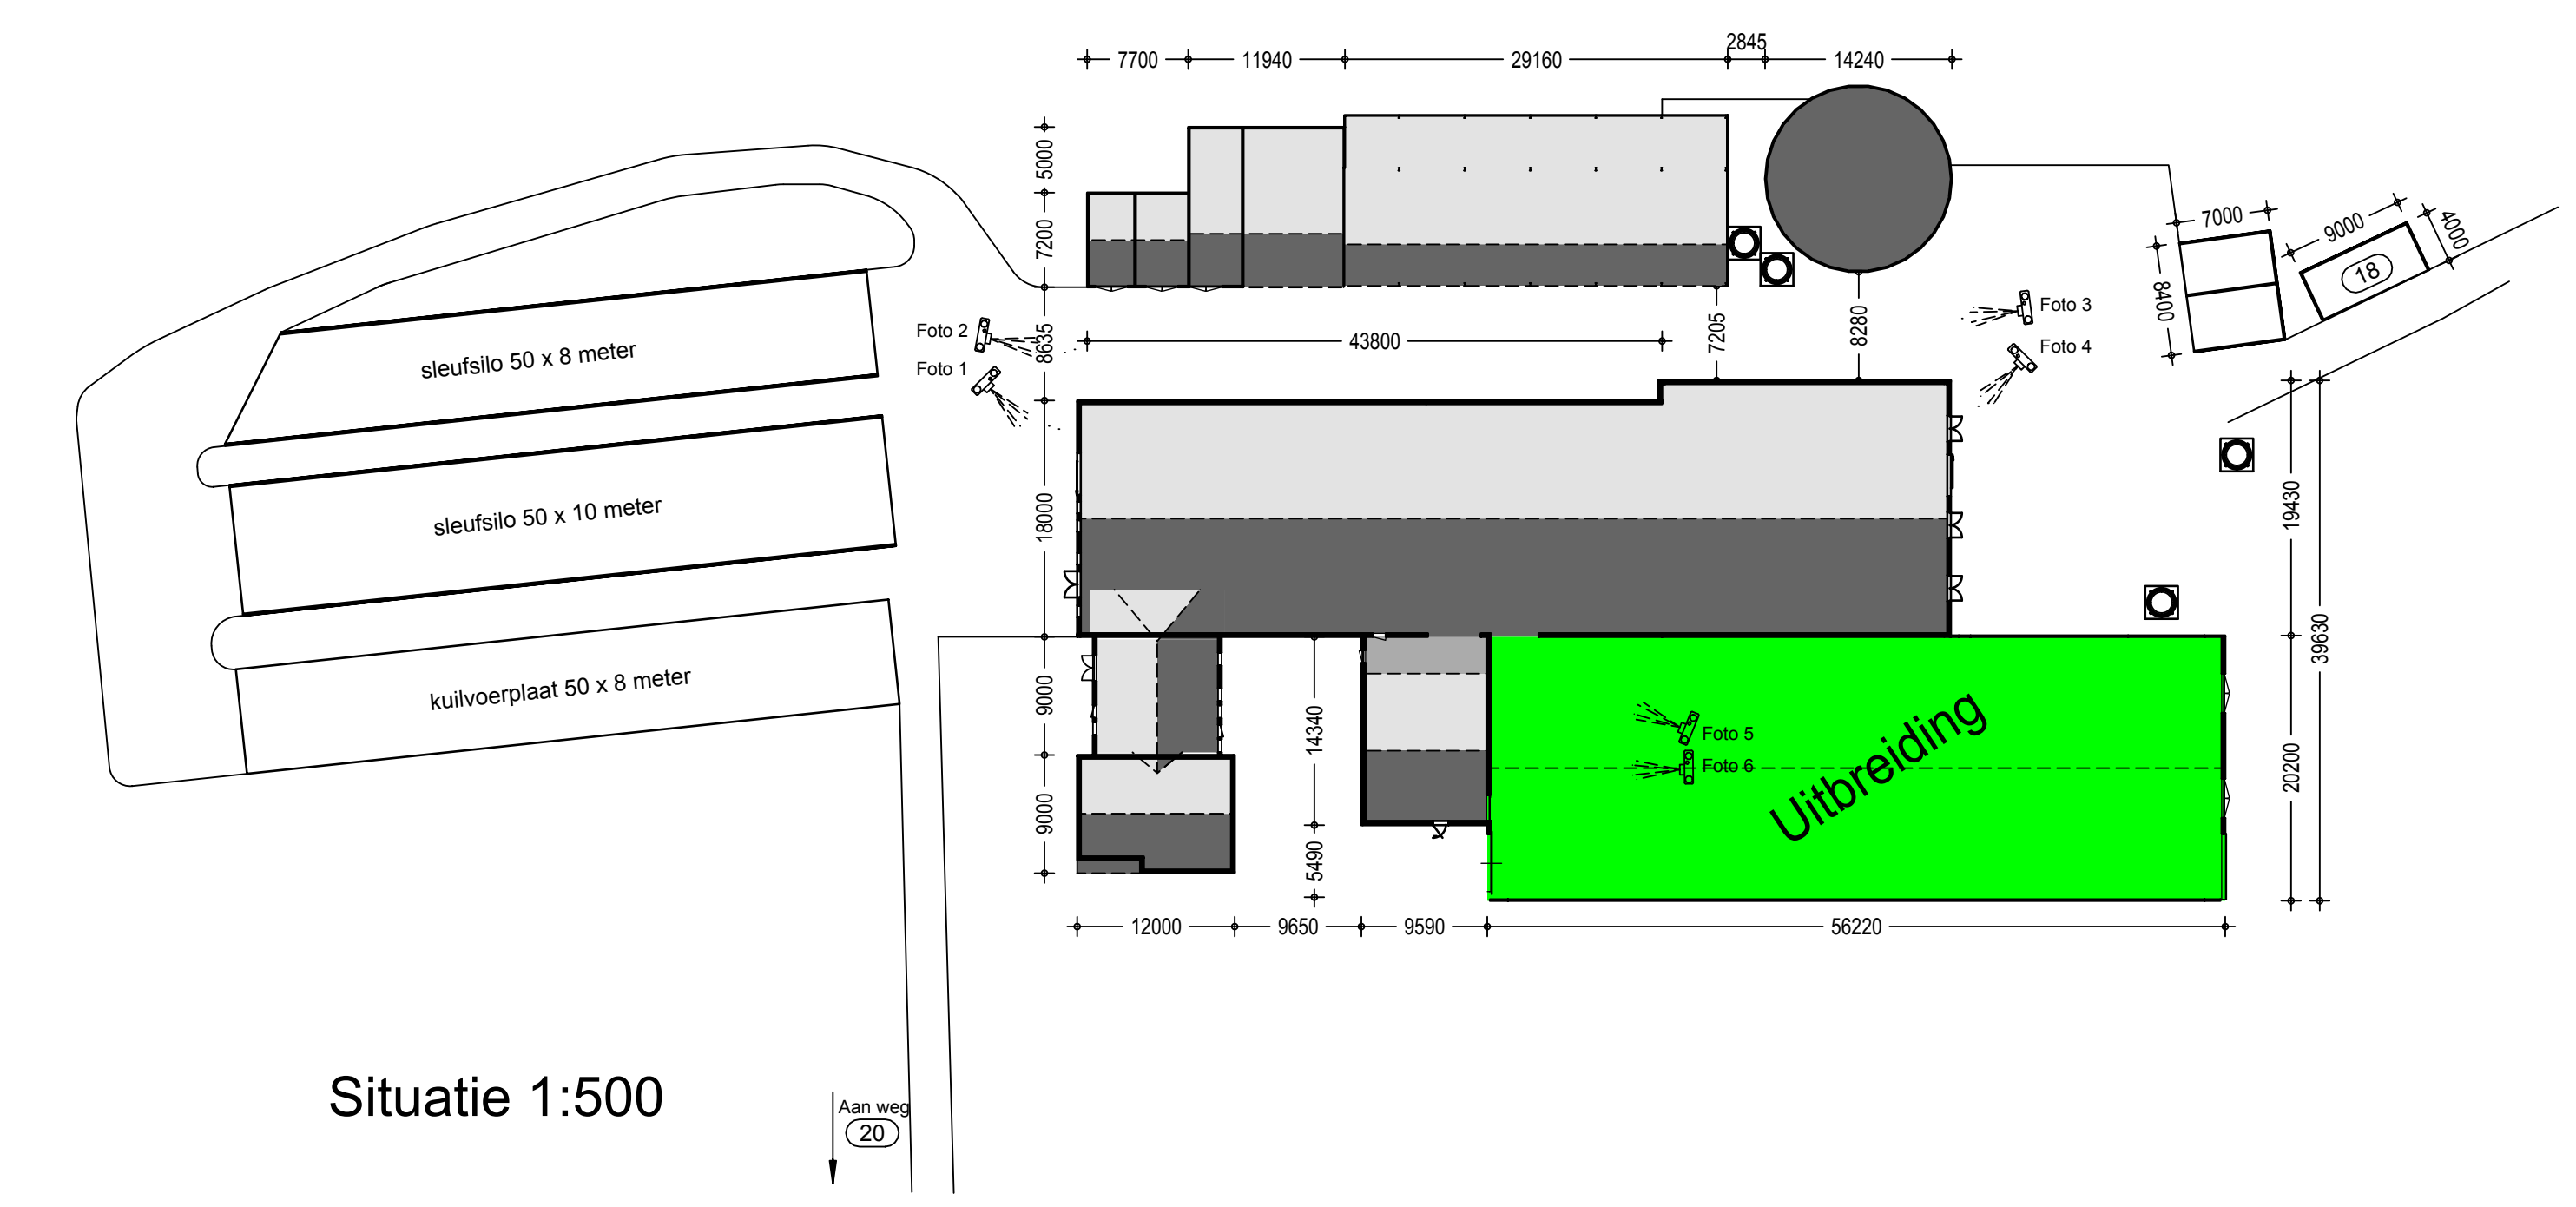 2845
7700
11940
29160
14240
5000
7200
8635
18000
9000
9000
43800
7205
8280
7000
8400
9000
4000
18
Foto 2
Foto 1
Foto 3
Foto 4
sleufsilo 50 x 8 meter
sleufsilo 50 x 10 meter
kuilvoerplaat 50 x 8 meter
19430
39630
20200
14340
5490
Foto 5
Foto 6
Uitbreiding
12000
9650
9590
56220
Situatie 1:500
Aan weg
20